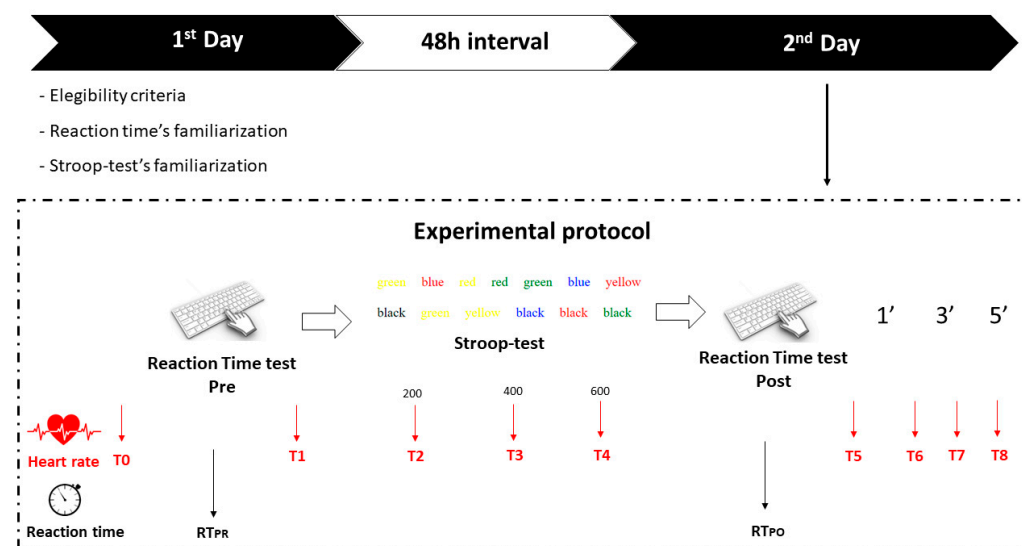 1st Day 48h interval 2nd Day
- Elegibility criteria
- Reaction time's familiarization
- Stroop-test's familiarization
Experimental protocol
green blue red red green blue yellow
black green yellow black black black
Stroop-test
Reaction Time test
Pre
Reaction Time test
Post
1' 3' 5'
200 400 600
Heart rate T0 T1 T2 T3 T4 T5 T6 T7 T8
Reaction time RTPR RTPO